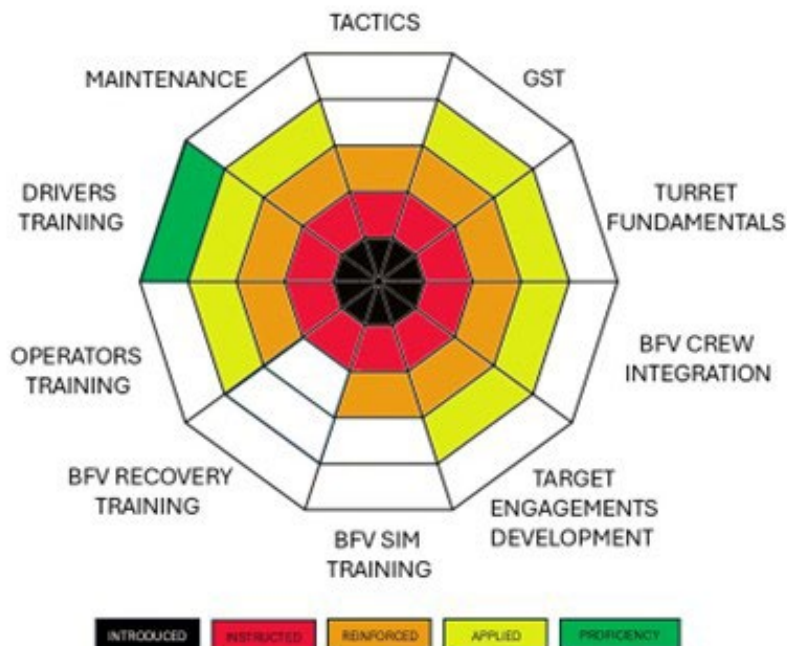 TACTICS
MAINTENANCE
GST
DRIVERS
TRAINING
TURRET
FUNDAMENTALS
OPERATORS
TRAINING
BFV CREW
INTEGRATION
BFV RECOVERY
TRAINING
TARGET
ENGAGEMENTS
DEVELOPMENT
BFV SIM
TRAINING
INTRODUCED
INSTRUCTED
REINFORCED
APPLIED
PROFICIENCY